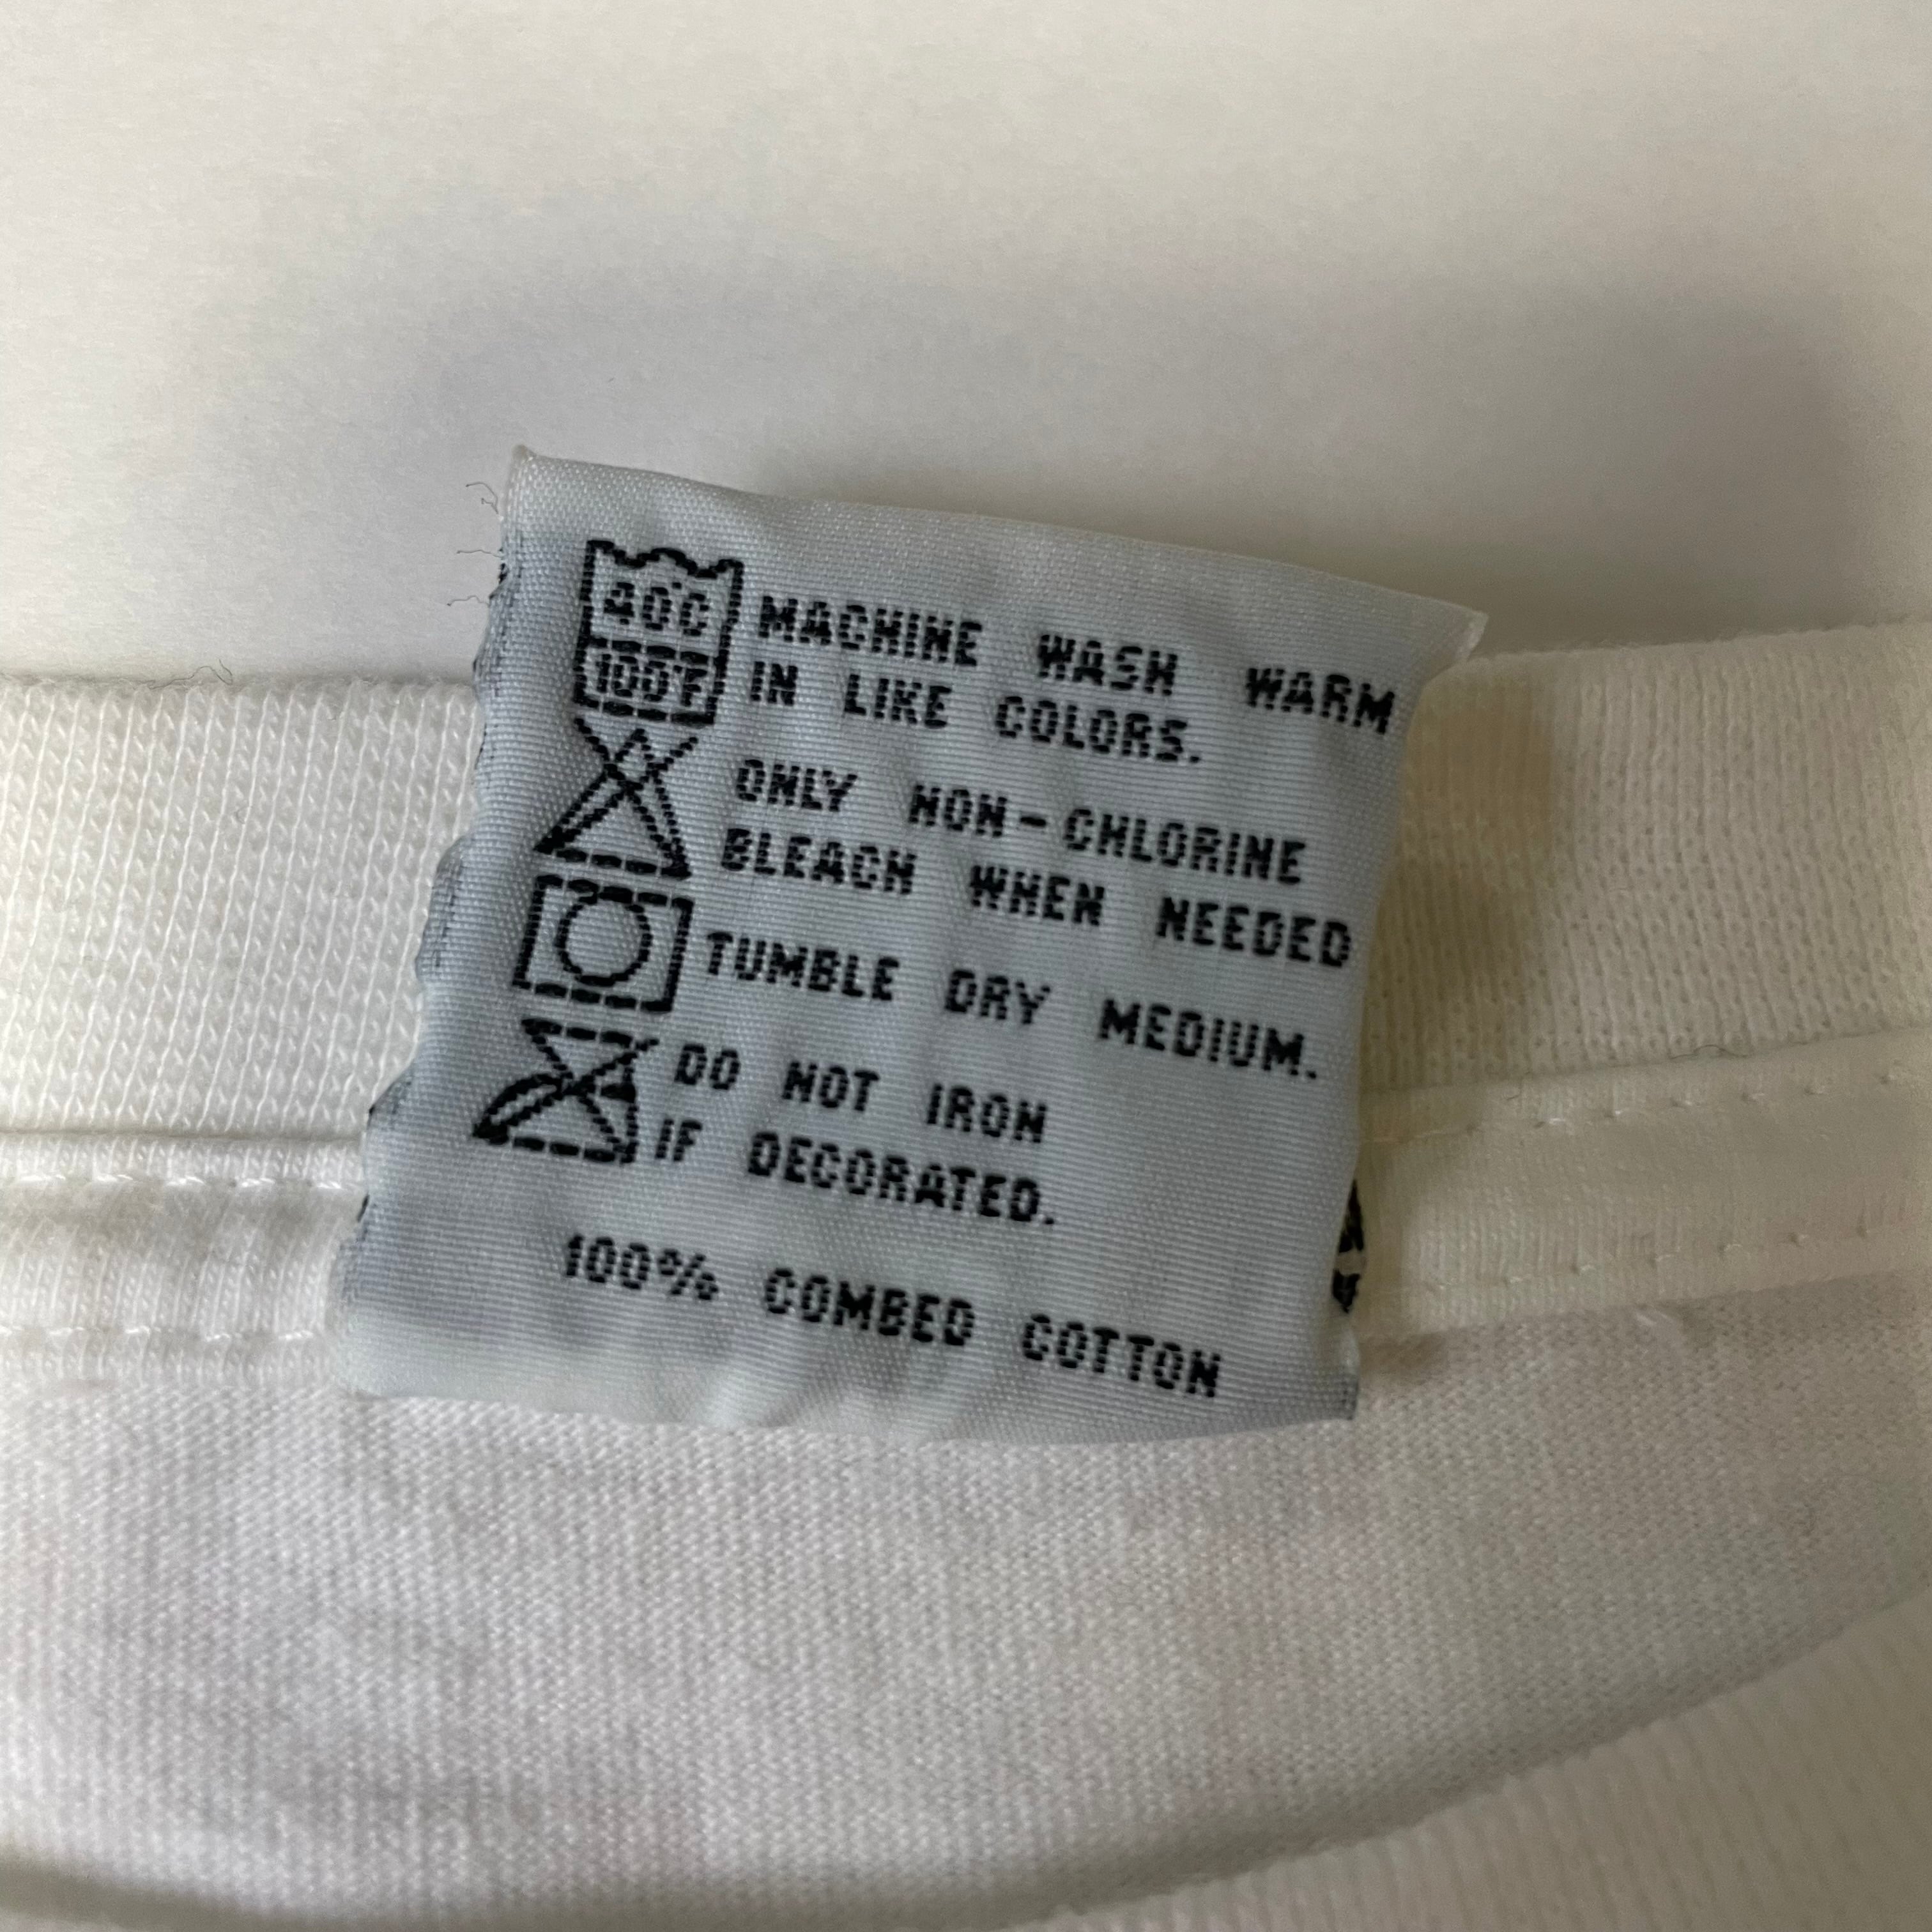 40°C MACHINE WASH WARM
100°F IN LIKE COLORS.
ONLY NON-CHLORINE
BLEACH WHEN NEEDED
TUMBLE DRY MEDIUM.
DO NOT IRON
IF DECORATED.
100% COMBED COTTON